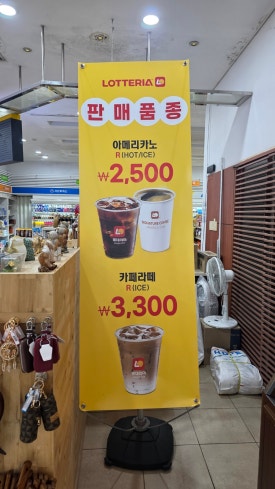 LOTTERIA
판매품종
아메리카노
R(HOT/ICE)
₩2,500
카페라떼
R(ICE)
₩3,300